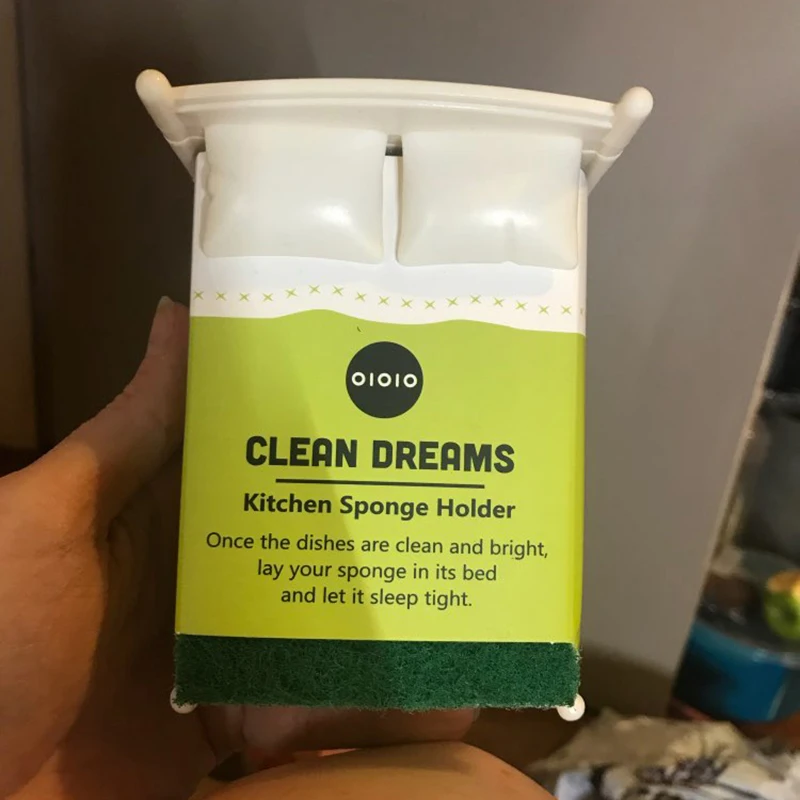 OIOIO
CLEAN DREAMS
Kitchen Sponge Holder
Once the dishes are clean and bright,
lay your sponge in its bed
and let it sleep tight.